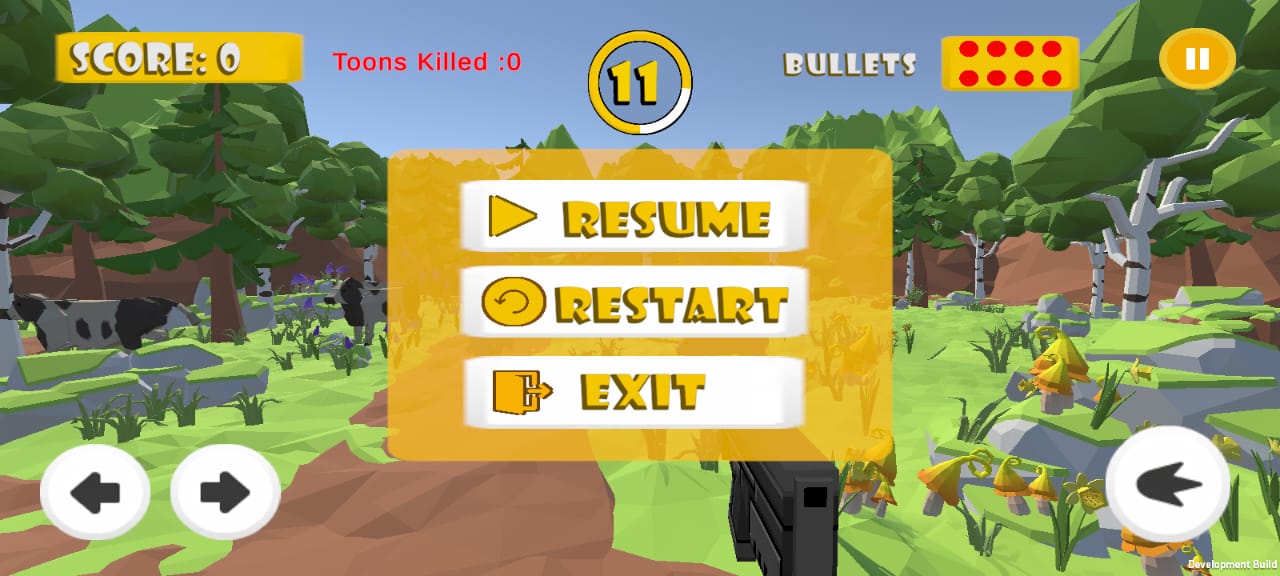 SCORE: 0
Toons Killed :0
11
BULLETS
RESUME
RESTART
EXIT
Development Build